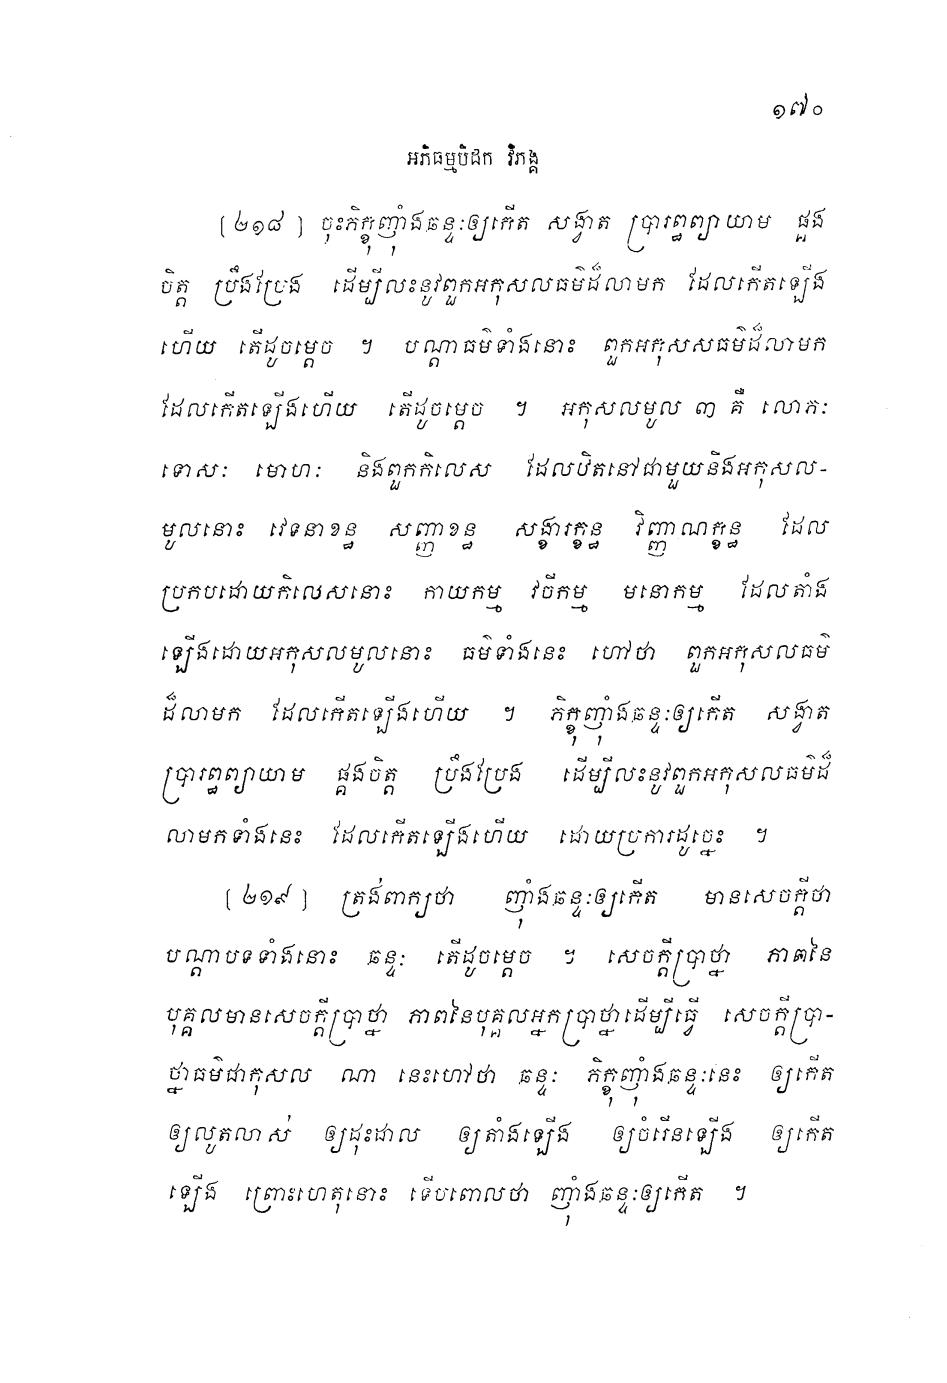 ១៧០
អភិធម្មបិដក វិភង្គ
[២១៨] ចុះភិក្ខុញ៉ាំងឆន្ទៈឲ្យកើត សង្វាត ប្រារព្ធព្យាយាម ផ្គង
ចិត្ត ប្រឹងប្រែង ដើម្បីលះនូវពួកអកុសលធម៌ដ៏លាមក ដែលកើតឡើង
ហើយ តើដូចម្តេច ។ បណ្តាធម៌ទាំងនោះ ពួកអកុសសធម៌ដ៏លាមក
ដែលកើតឡើងហើយ តើដូចម្តេច ។ អកុសលមូល ៣ គឺ លោភៈ
ទោសៈ មោហៈ និងពួកកិលេស ដែលឋិតនៅជាមួយនឹងអកុសល-
មូលនោះ វេទនាខន្ធ សញ្ញាខន្ធ សង្ខារក្ខន្ធ វិញ្ញាណក្ខន្ធ ដែល
ប្រកបដោយកិលេសនោះ កាយកម្ម វចីកម្ម មនោកម្ម ដែលតាំង
ឡើងដោយអកុសលមូលនោះ ធម៌ទាំងនេះ ហៅថា ពួកអកុសលធម៌
ដ៏លាមក ដែលកើតឡើងហើយ ។ ភិក្ខុញ៉ាំងឆន្ទៈឲ្យកើត សង្វាត
ប្រារព្ធព្យាយាម ផ្គងចិត្ត ប្រឹងប្រែង ដើម្បីលះនូវពួកអកុសលធម៌ដ៏
លាមកទាំងនេះ ដែលកើតឡើងហើយ ដោយប្រការដូច្នេះ ។
[២១៩] ត្រង់ពាក្យថា ញ៉ាំងឆន្ទៈឲ្យកើត មានសេចក្តីថា
បណ្តាបទទាំងនោះ ឆន្ទៈ តើដូចម្តេច ។ សេចក្តីប្រាថ្នា ភាពនៃ
បុគ្គលមានសេចក្តីប្រាថ្នា ភាពនៃបុគ្គលអ្នកប្រាថ្នាដើម្បីធ្វើ សេចក្តីប្រា-
ថ្នាធម៌ជាកុសល ណា នេះហៅថា ឆន្ទៈ ភិក្ខុញ៉ាំងឆន្ទៈនេះ ឲ្យកើត
ឲ្យលូតលាស់ ឲ្យដុះដាល ឲ្យតាំងឡើង ឲ្យចំរើនឡើង ឲ្យកើត
ឡើង ព្រោះហេតុនោះ ទើបពោលថា ញ៉ាំងឆន្ទៈឲ្យកើត ។